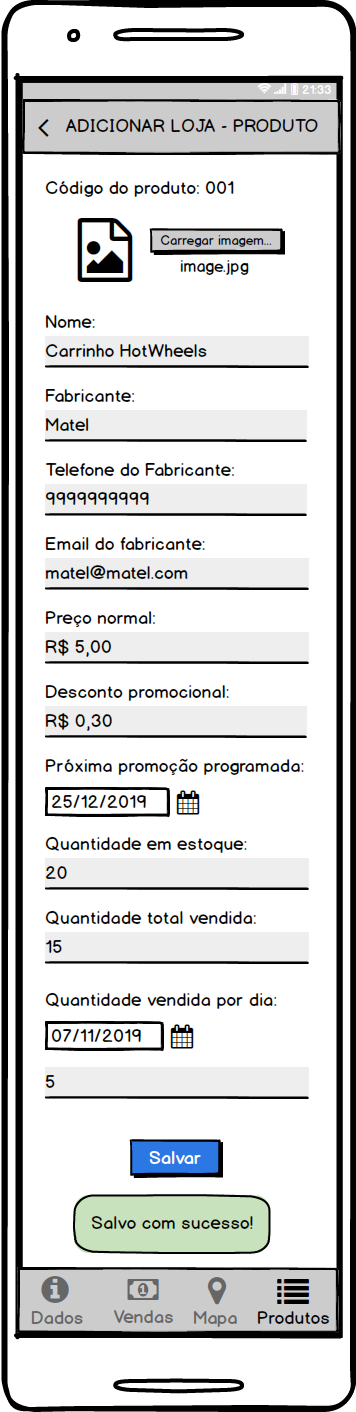 21:33
ADICIONAR LOJA - PRODUTO
Código do produto: 001
Carregar imagem...
image.jpg
Nome:
Carrinho HotWheels
Fabricante:
Matel
Telefone do Fabricante:
9999999999
Email do fabricante:
matel@matel.com
Preço normal:
R$ 5,00
Desconto promocional:
R$ 0,30
Próxima promoção programada:
25/12/2019
Quantidade em estoque:
20
Quantidade total vendida:
15
Quantidade vendida por dia:
07/11/2019
5
Salvar
Salvo com sucesso!
Dados Vendas Mapa Produtos